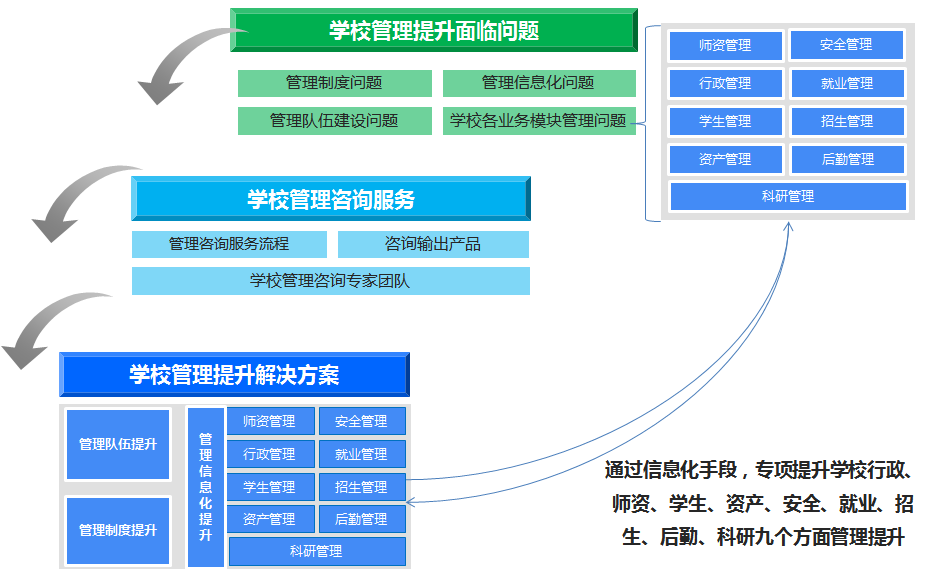 学校管理提升面临问题
管理制度问题
管理信息化问题
管理队伍建设问题
学校各业务模块管理问题
师资管理
安全管理
行政管理
就业管理
学生管理
招生管理
资产管理
后勤管理
科研管理
学校管理咨询服务
管理咨询服务流程
咨询输出产品
学校管理咨询专家团队
学校管理提升解决方案
管理队伍提升
管理制度提升
管理信息化提升
师资管理
安全管理
行政管理
就业管理
学生管理
招生管理
资产管理
后勤管理
科研管理
通过信息化手段，专项提升学校行政、
师资、学生、资产、安全、就业、招
生、后勤、科研九个方面管理提升